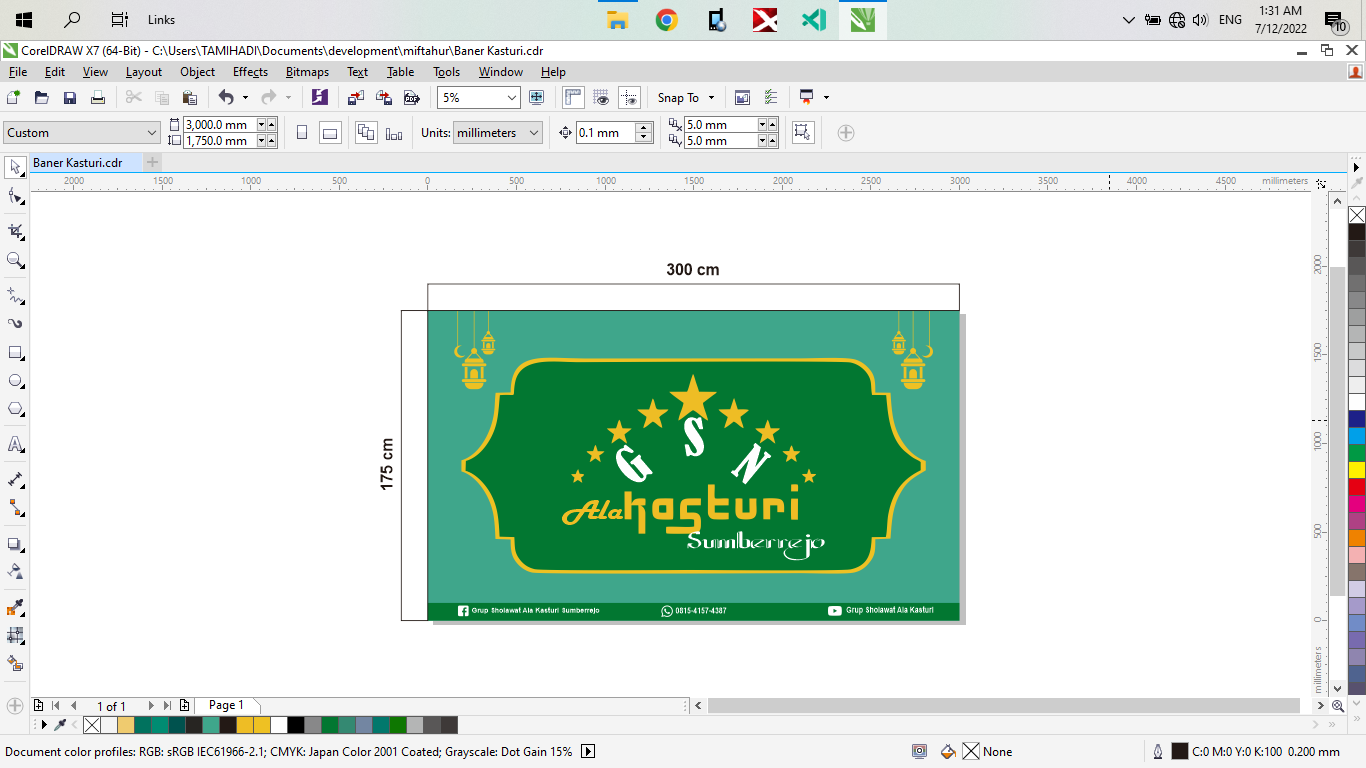 Links
ENG
1:31 AM
7/12/2022
10
CorelDRAW X7 (64-Bit) - C:\Users\TAMIHADI\Documents\development\miftahur\Baner Kasturi.cdr
File Edit View Layout Object Effects Bitmaps Text Table Tools Window Help
5% Snap To
Custom 3,000.0 mm 1,750.0 mm Units: millimeters 0.1 mm 5.0 mm 5.0 mm
Baner Kasturi.cdr
2000 1500 1000 500 0 500 1000 1500 2000 2500 3000 3500 4000 4500 millimeters
2000
1500
1000
500
0
millimeters
300 cm
175 cm
G S N
Ala kasturi
Sumberrejo
Grup Sholawat Ala Kasturi Sumberrejo
0815-4157-4387
Grup Sholawat Ala Kasturi
1 of 1
Page 1
Document color profiles: RGB: sRGB IEC61966-2.1; CMYK: Japan Color 2001 Coated; Grayscale: Dot Gain 15%
None
C:0 M:0 Y:0 K:100 0.200 mm